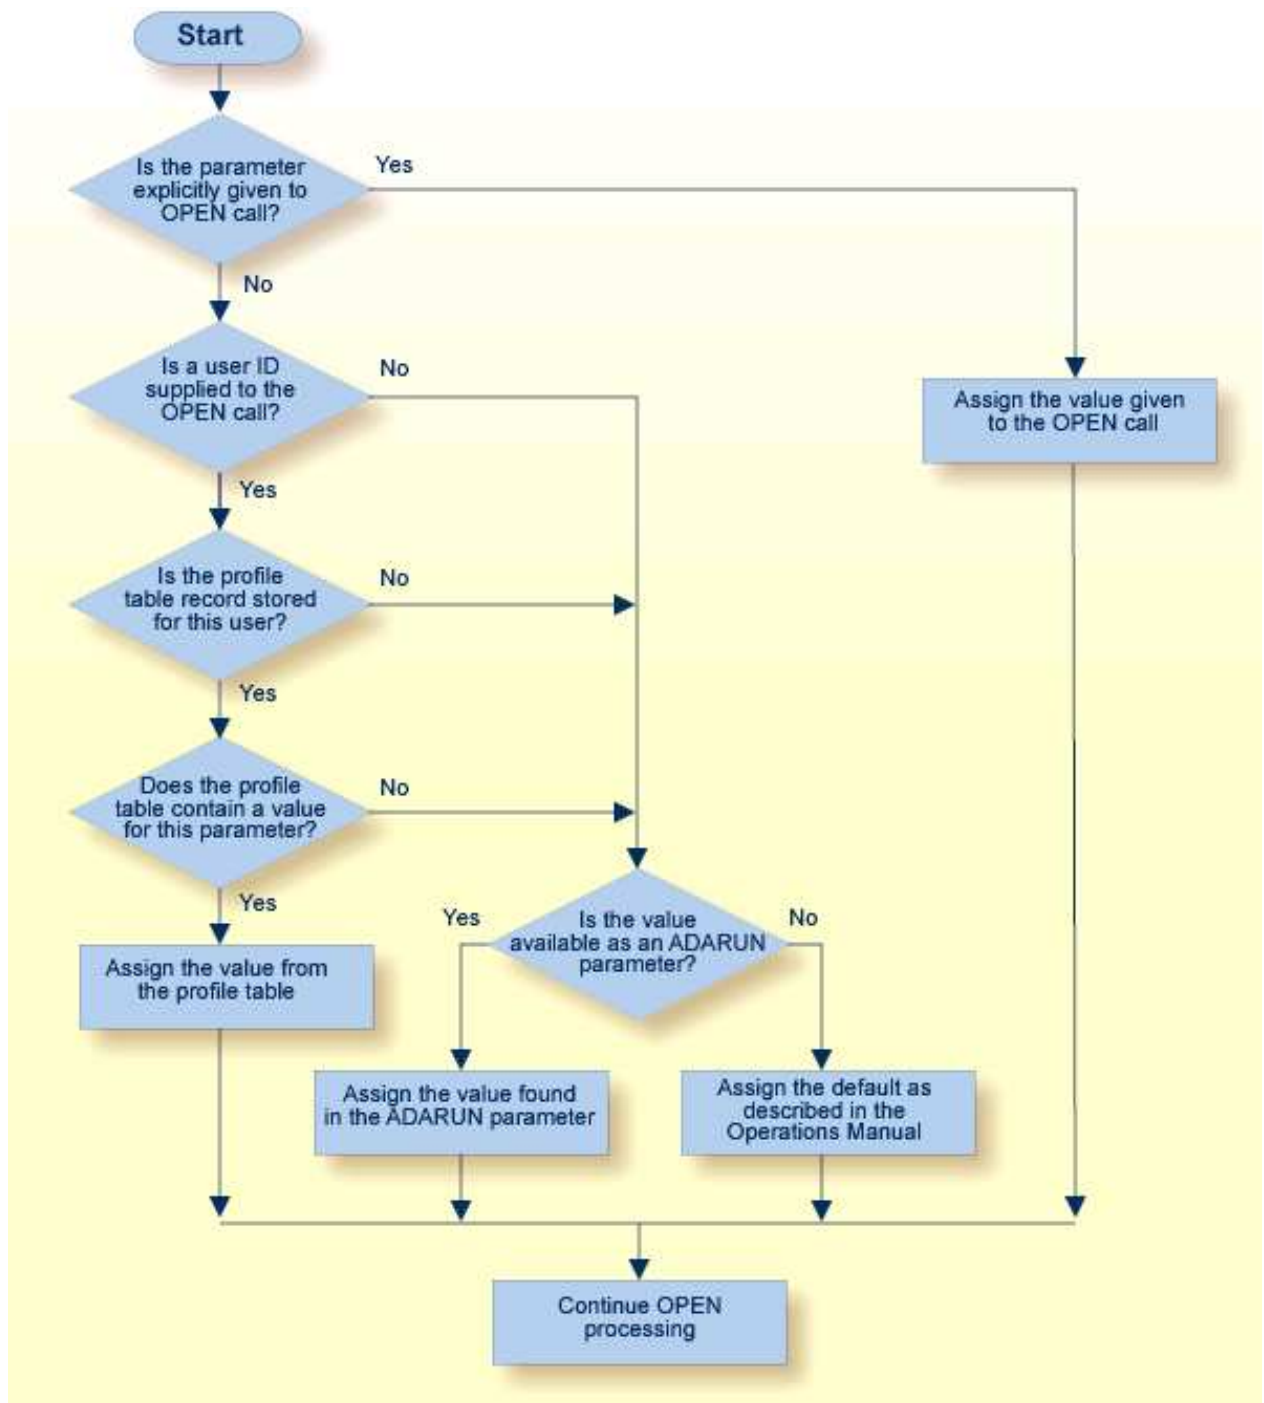 Start
Is the parameter
explicitly given to
OPEN call?
Yes
No
Is a user ID
supplied to the
OPEN call?
No
Assign the value given
to the OPEN call
Yes
Is the profile
table record stored
for this user?
No
Yes
Does the profile
table contain a value
for this parameter?
No
Yes
Yes
Is the value
available as an ADARUN
parameter?
No
Assign the value from
the profile table
Assign the value found
in the ADARUN parameter
Assign the default as
described in the
Operations Manual
Continue OPEN
processing